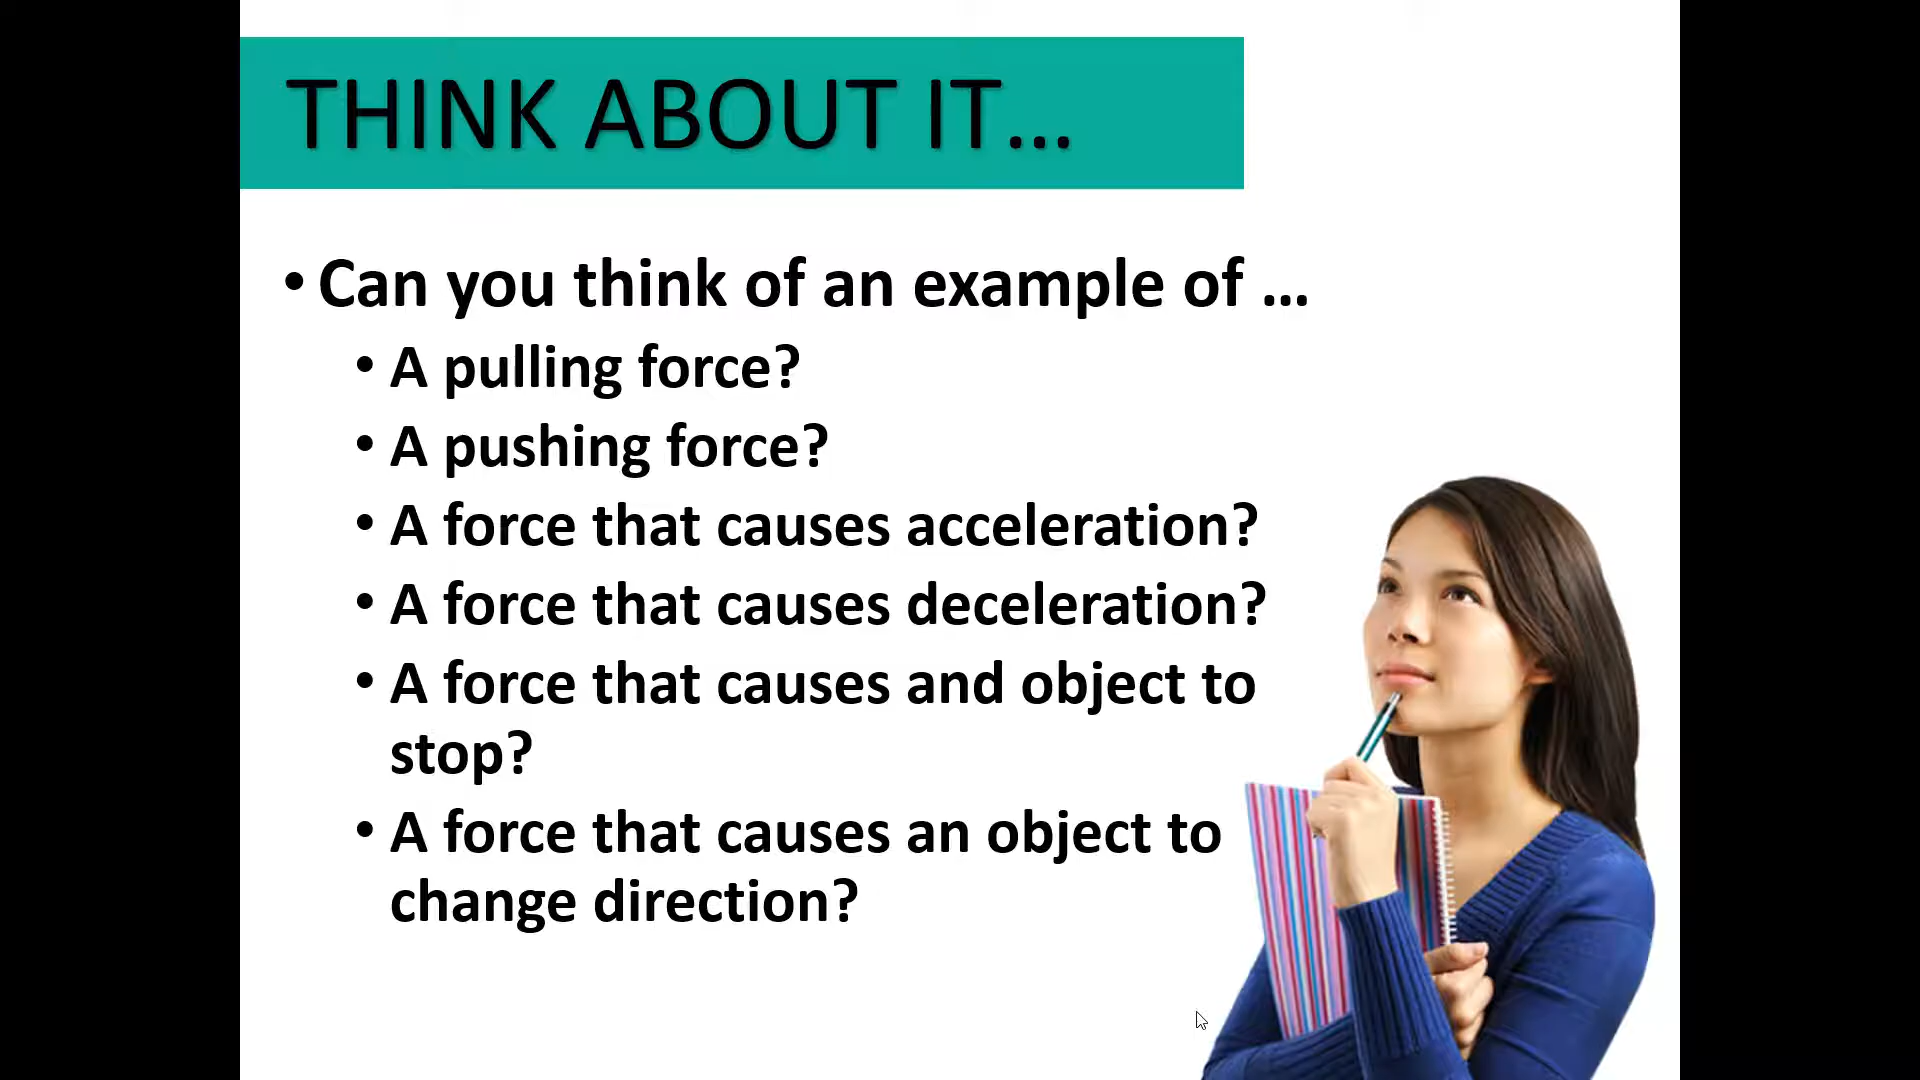 THINK ABOUT IT...
• Can you think of an example of ...
• A pulling force?
• A pushing force?
• A force that causes acceleration?
• A force that causes deceleration?
• A force that causes and object to
stop?
• A force that causes an object to
change direction?